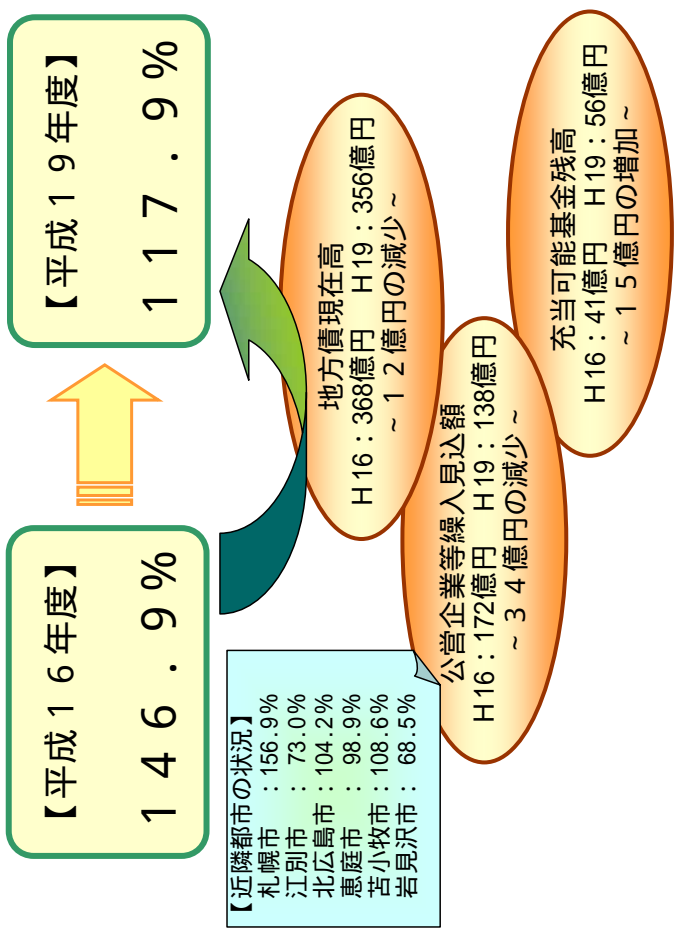 【平成１６年度】
１４６．９％
【平成１９年度】
１１７．９％
【近隣都市の状況】
札幌市　：156.9％
江別市　：73.0％
北広島市：104.2％
恵庭市　：98.9％
苫小牧市：108.6％
岩見沢市：68.5％
地方債現在高
Ｈ16：368億円　Ｈ19：356億円
～１２億円の減少～
公営企業等繰入見込額
Ｈ16：172億円　Ｈ19：138億円
～３４億円の減少～
充当可能基金残高
Ｈ16：41億円　Ｈ19：56億円
～１５億円の増加～